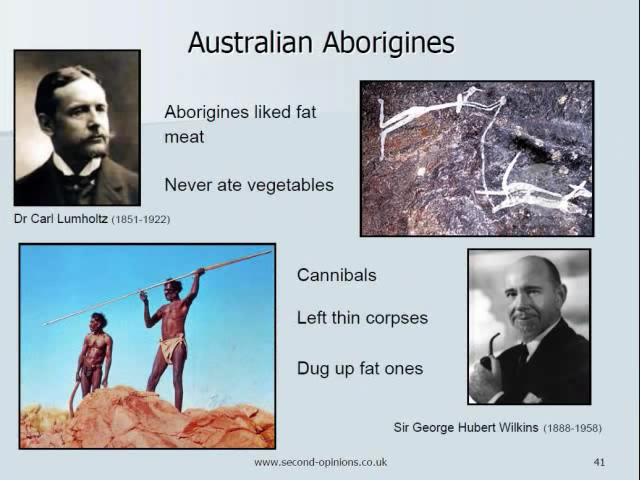 Australian Aborigines
Aborigines liked fat
meat
Never ate vegetables
Dr Carl Lumholtz (1851-1922)
Cannibals
Left thin corpses
Dug up fat ones
Sir George Hubert Wilkins (1888-1958)
www.second-opinions.co.uk
41